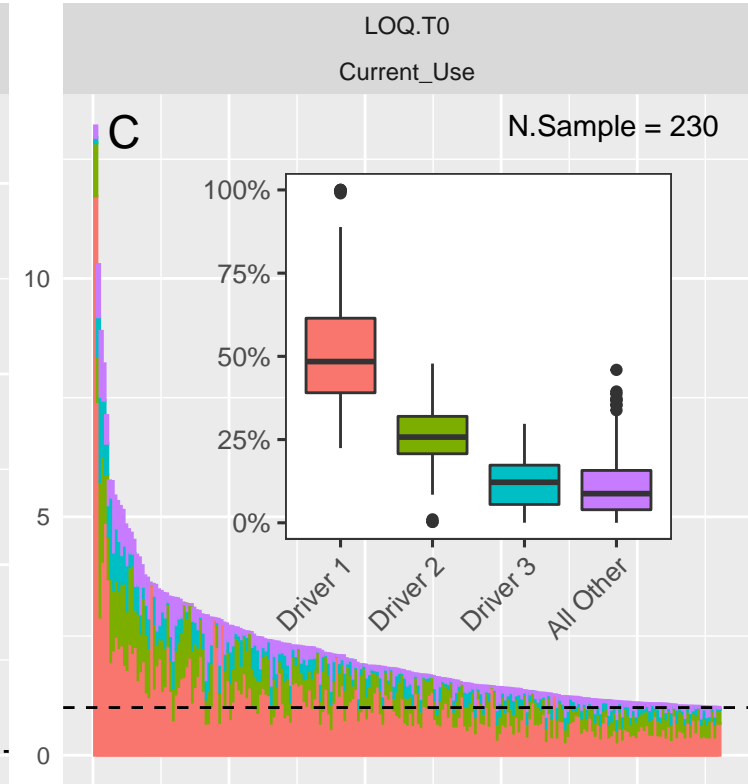 LOQ.T0
Current_Use
C
N.Sample = 230
100%
75%
50%
25%
0%
Driver 1
Driver 2
Driver 3
All Other
10
5
0